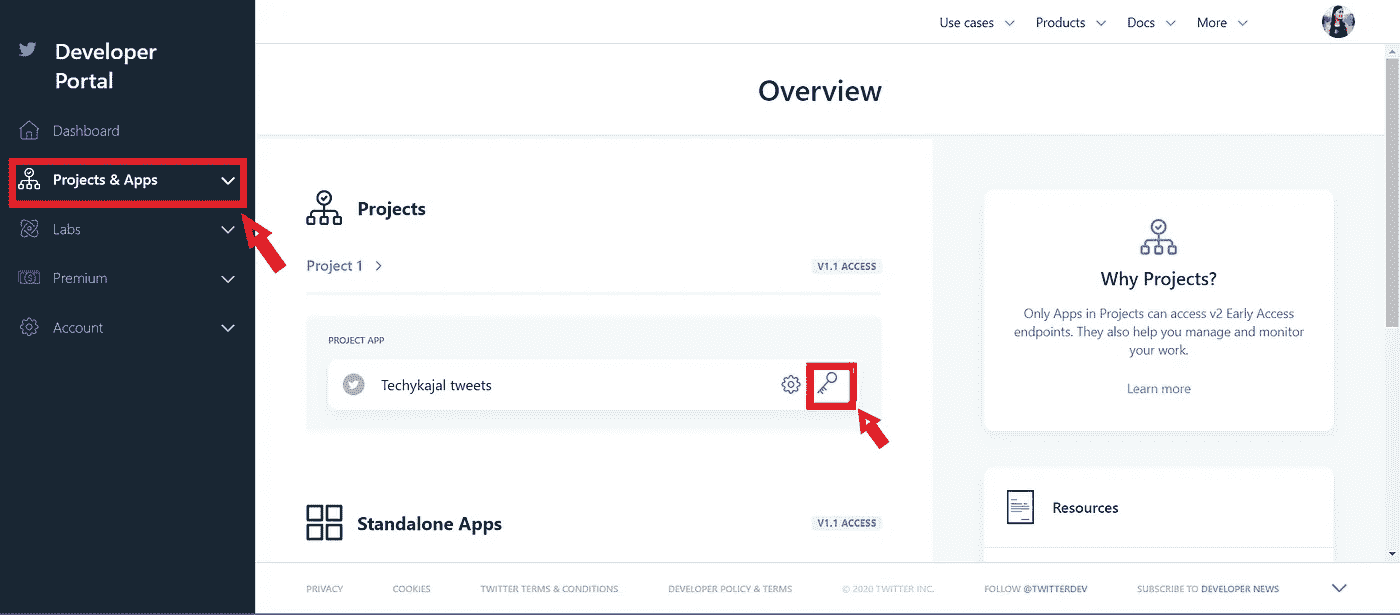 Developer
Portal
Dashboard
Projects & Apps
Labs
Premium
Account
Use cases
Products
Docs
More
Overview
Projects
Project 1
V1.1 ACCESS
PROJECT APP
Techykajal tweets
Standalone Apps
V1.1 ACCESS
Why Projects?
Only Apps in Projects can access v2 Early Access
endpoints. They also help you manage and monitor
your work.
Learn more
Resources
PRIVACY
COOKIES
TWITTER TERMS & CONDITIONS
DEVELOPER POLICY & TERMS
© 2020 TWITTER INC.
FOLLOW @TWITTERDEV
SUBSCRIBE TO DEVELOPER NEWS